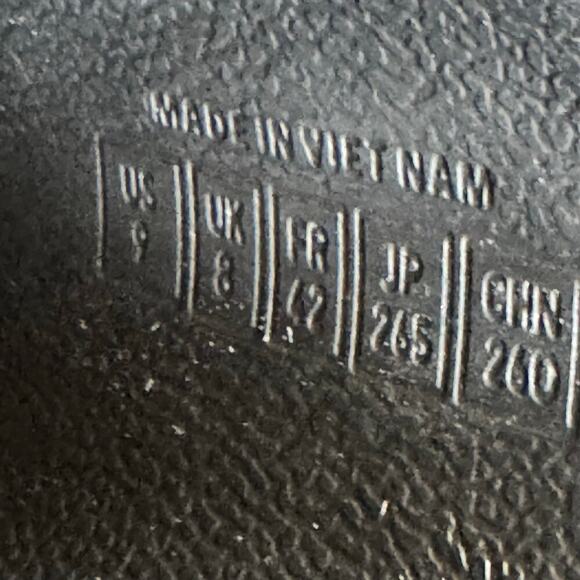 MADE IN VIETNAM
US UK FR JP. CHN
9 8 42 265 260